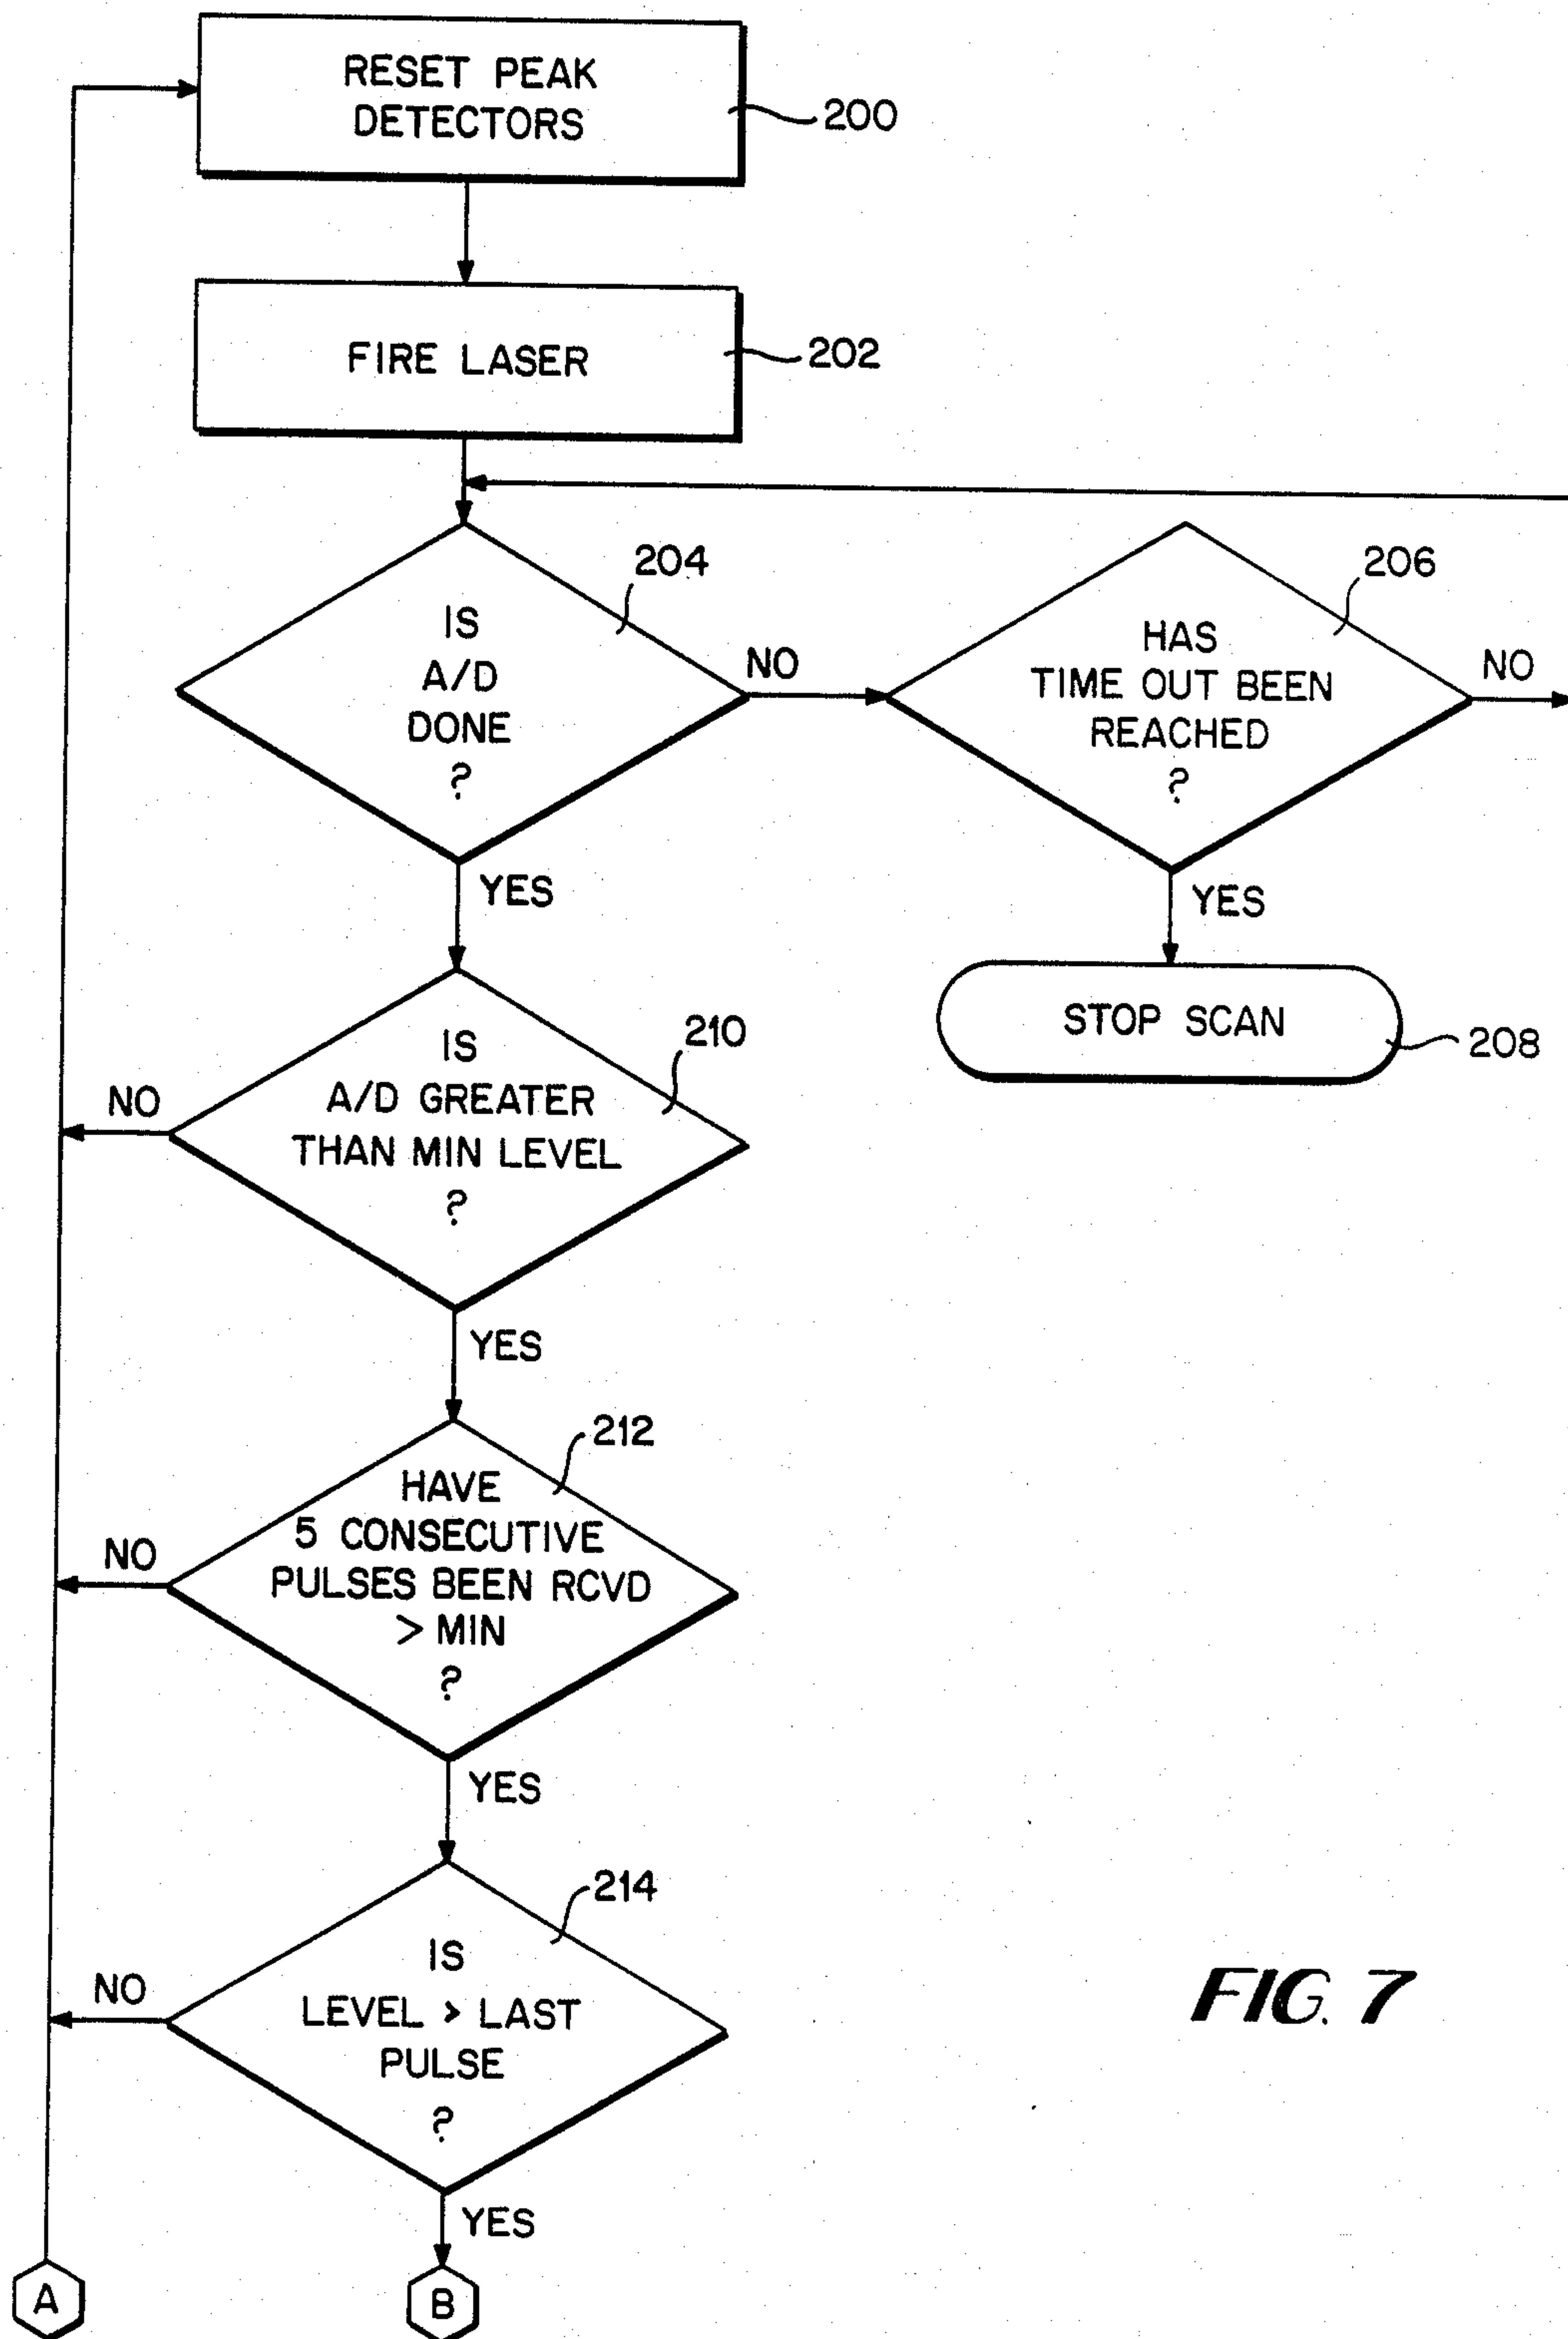 RESET PEAK
DETECTORS
200
FIRE LASER
202
204
IS
A/D
DONE
?
NO
206
HAS
TIME OUT BEEN
REACHED
?
NO
YES
YES
STOP SCAN
208
210
IS
A/D GREATER
THAN MIN LEVEL
?
NO
YES
212
HAVE
5 CONSECUTIVE
PULSES BEEN RCVD
> MIN
?
NO
YES
214
IS
LEVEL > LAST
PULSE
?
NO
YES
A
B
FIG. 7